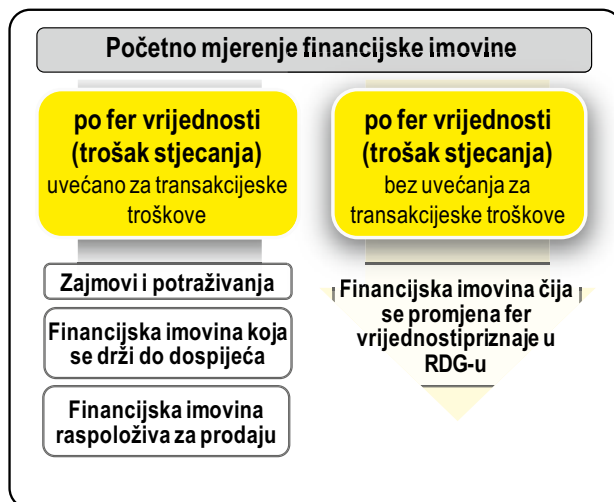 Početno mjerenje financijske imovine
po fer vrijednosti
(trošak stjecanja)
uvećano za transakcijeske
troškove
po fer vrijednosti
(trošak stjecanja)
bez uvećanja za
transakcijeske troškove
Zajmovi i potraživanja
Financijska imovina koja
se drži do dospijeća
Financijska imovina
raspoloživa za prodaju
Financijska imovina čija
se promjena fer
vrijednostipriznaje u
RDG-u